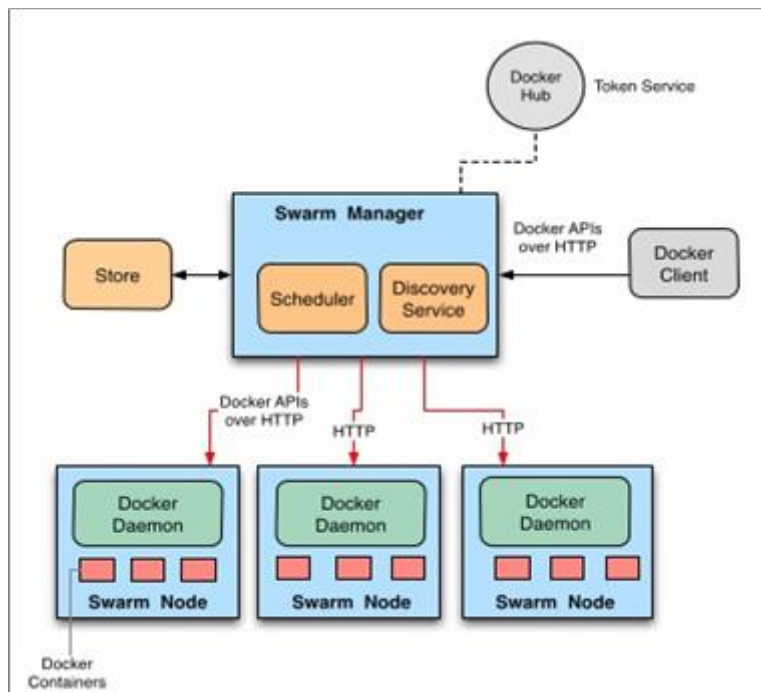 Docker
Hub
Token Service
Swarm Manager
Docker APIs
over HTTP
Store
Scheduler
Discovery
Service
Docker
Client
Docker APIs
over HTTP
HTTP
HTTP
Docker
Daemon
Docker
Daemon
Docker
Daemon
Swarm Node
Swarm Node
Swarm Node
Docker
Containers